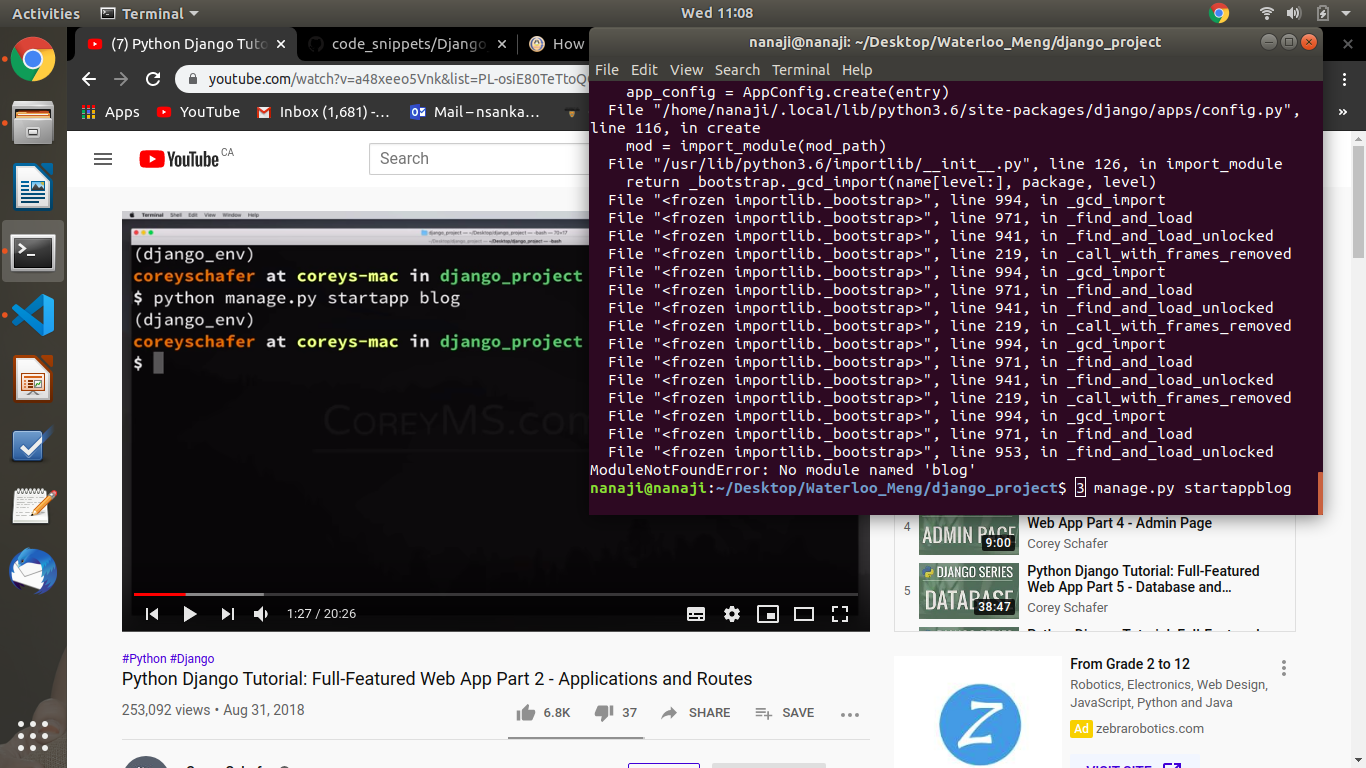 Activities
Terminal
Wed 11:08
(7) Python Django Tuto
code_snippets/Django
How
youtube.com/watch?v=a48xeeo5Vnk&list=PL-osiE80TeTtoQ
Apps
YouTube
Inbox (1,681) -…
Mail – nsanka…
»
YouTube CA
Search
nanaji@nanaji: ~/Desktop/Waterloo_Meng/django_project
File Edit View Search Terminal Help
app_config = AppConfig.create(entry)
File "/home/nanaji/.local/lib/python3.6/site-packages/django/apps/config.py",
line 116, in create
mod = import_module(mod_path)
File "/usr/lib/python3.6/importlib/__init__.py", line 126, in import_module
return _bootstrap._gcd_import(name[level:], package, level)
File "<frozen importlib._bootstrap>", line 994, in _gcd_import
File "<frozen importlib._bootstrap>", line 971, in _find_and_load
File "<frozen importlib._bootstrap>", line 941, in _find_and_load_unlocked
File "<frozen importlib._bootstrap>", line 219, in _call_with_frames_removed
File "<frozen importlib._bootstrap>", line 994, in _gcd_import
File "<frozen importlib._bootstrap>", line 971, in _find_and_load
File "<frozen importlib._bootstrap>", line 941, in _find_and_load_unlocked
File "<frozen importlib._bootstrap>", line 219, in _call_with_frames_removed
File "<frozen importlib._bootstrap>", line 994, in _gcd_import
File "<frozen importlib._bootstrap>", line 971, in _find_and_load
File "<frozen importlib._bootstrap>", line 941, in _find_and_load_unlocked
File "<frozen importlib._bootstrap>", line 219, in _call_with_frames_removed
File "<frozen importlib._bootstrap>", line 994, in _gcd_import
File "<frozen importlib._bootstrap>", line 971, in _find_and_load
File "<frozen importlib._bootstrap>", line 953, in _find_and_load_unlocked
ModuleNotFoundError: No module named 'blog'
nanaji@nanaji:~/Desktop/Waterloo_Meng/django_project$ 3 manage.py startappblog
Terminal Shell Edit View Window Help
(django_env)
coreyschafer at coreys-mac in django_project
$ python manage.py startapp blog
(django_env)
coreyschafer at coreys-mac in django_project
$
COREYMS.com
1:27 / 20:26
#Python #Django
Python Django Tutorial: Full-Featured Web App Part 2 - Applications and Routes
253,092 views • Aug 31, 2018
6.8K
37
SHARE
SAVE
4
ADMIN PAGE
9:00
Web App Part 4 - Admin Page
Corey Schafer
5
DJANGO SERIES
DATABASE
38:47
Python Django Tutorial: Full-Featured
Web App Part 5 - Database and…
Corey Schafer
From Grade 2 to 12
Robotics, Electronics, Web Design,
JavaScript, Python and Java
Ad zebrarobotics.com
VISIT SITE